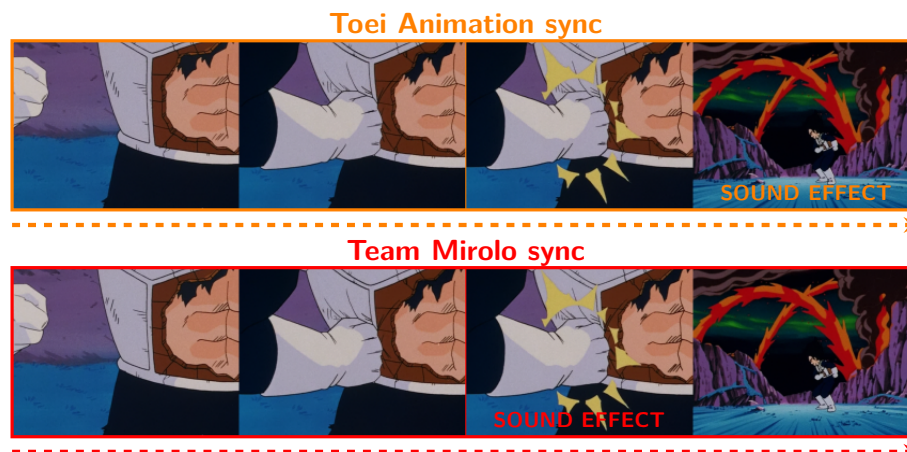 Toei Animation sync
SOUND EFFECT
Team Mirolo sync
SOUND EFFECT